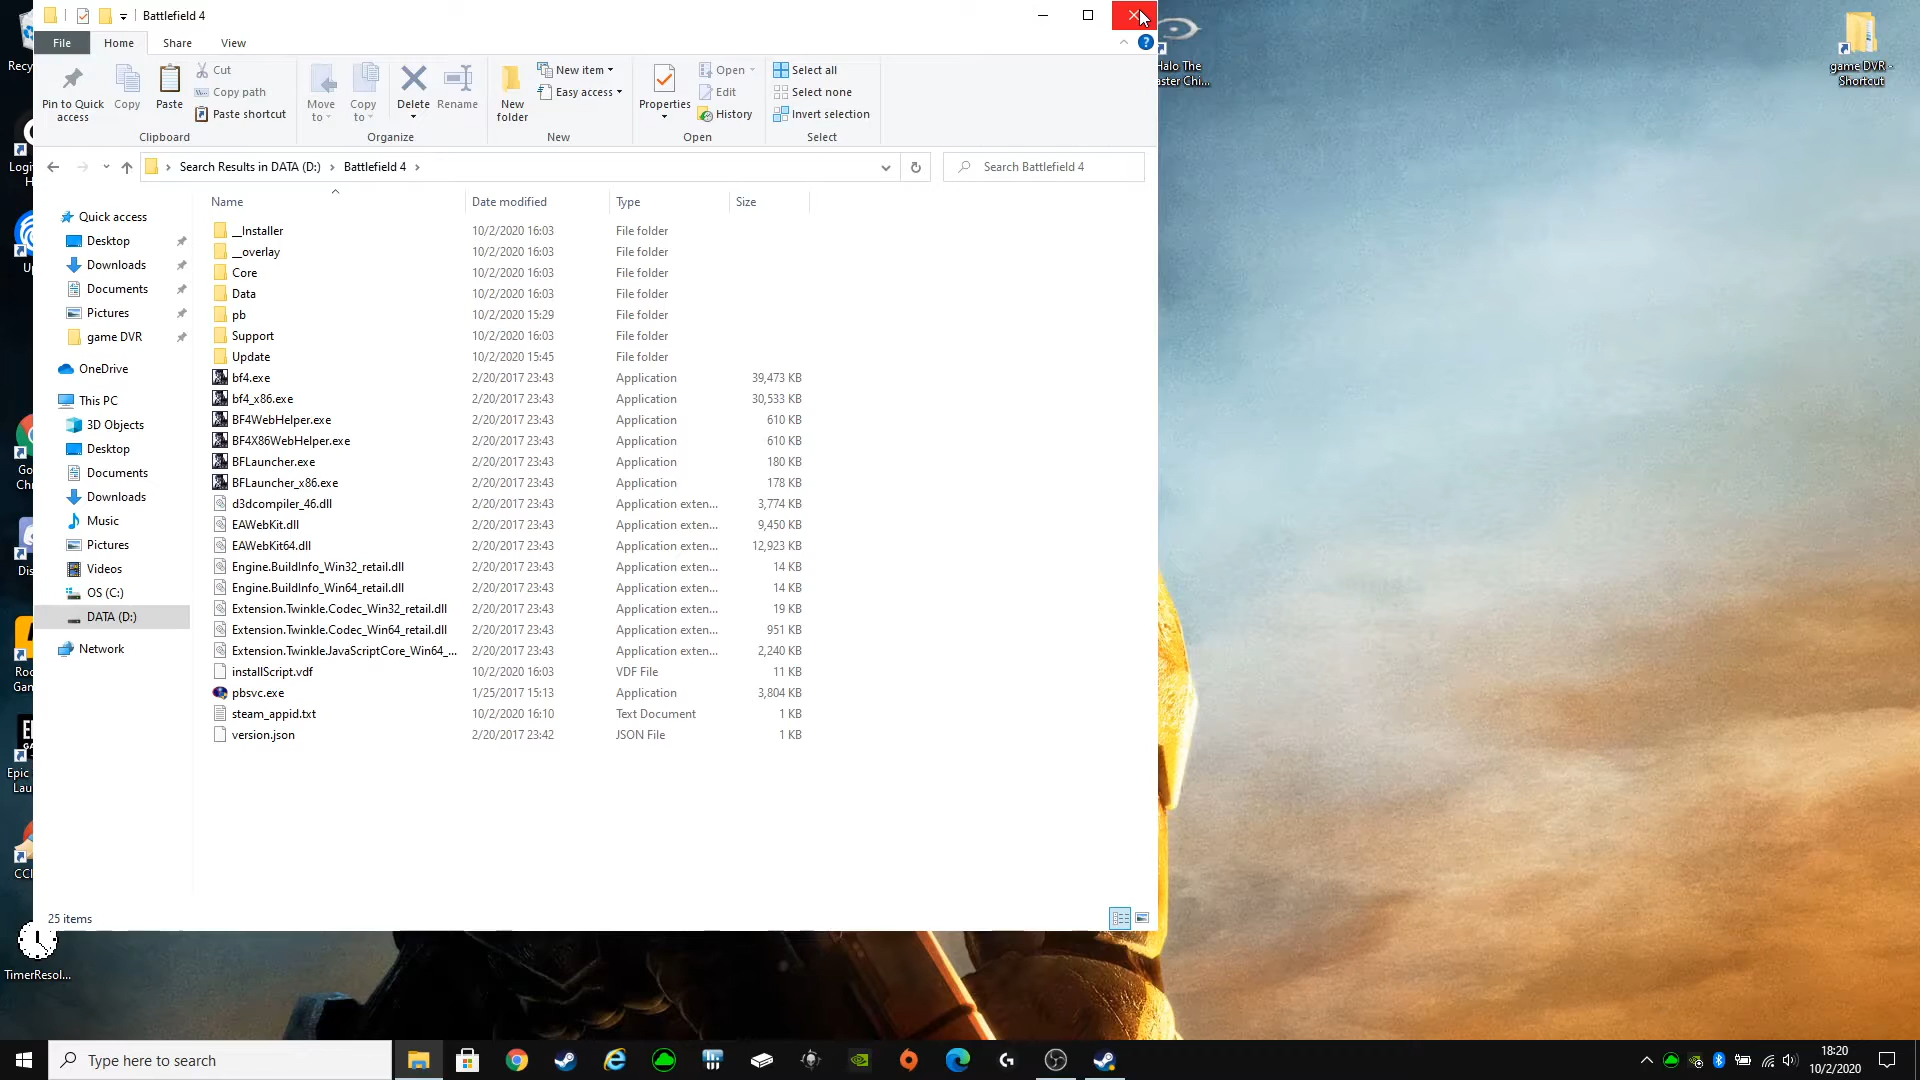 Battlefield 4
File Home Share View
Pin to Quick access
Copy
Paste
Cut
Copy path
Paste shortcut
Clipboard
Move to
Copy to
Delete
Rename
Organize
New folder
New item
Easy access
New
Properties
Open
Edit
History
Open
Select all
Select none
Invert selection
Select
Search Results in DATA (D:) Battlefield 4
Search Battlefield 4
Name Date modified Type Size
Quick access
Desktop
Downloads
Documents
Pictures
game DVR
OneDrive
This PC
3D Objects
Desktop
Documents
Downloads
Music
Pictures
Videos
OS (C:)
DATA (D:)
Network
__Installer 10/2/2020 16:03 File folder
__overlay 10/2/2020 16:03 File folder
Core 10/2/2020 16:03 File folder
Data 10/2/2020 16:03 File folder
pb 10/2/2020 15:29 File folder
Support 10/2/2020 16:03 File folder
Update 10/2/2020 15:45 File folder
bf4.exe 2/20/2017 23:43 Application 39,473 KB
bf4_x86.exe 2/20/2017 23:43 Application 30,533 KB
BF4WebHelper.exe 2/20/2017 23:43 Application 610 KB
BF4X86WebHelper.exe 2/20/2017 23:43 Application 610 KB
BFLauncher.exe 2/20/2017 23:43 Application 180 KB
BFLauncher_x86.exe 2/20/2017 23:43 Application 178 KB
d3dcompiler_46.dll 2/20/2017 23:43 Application exten... 3,774 KB
EAWebKit.dll 2/20/2017 23:43 Application exten... 9,450 KB
EAWebKit64.dll 2/20/2017 23:43 Application exten... 12,923 KB
Engine.BuildInfo_Win32_retail.dll 2/20/2017 23:43 Application exten... 14 KB
Engine.BuildInfo_Win64_retail.dll 2/20/2017 23:43 Application exten... 14 KB
Extension.Twinkle.Codec_Win32_retail.dll 2/20/2017 23:43 Application exten... 19 KB
Extension.Twinkle.Codec_Win64_retail.dll 2/20/2017 23:43 Application exten... 951 KB
Extension.Twinkle.JavaScriptCore_Win64_... 2/20/2017 23:43 Application exten... 2,240 KB
installScript.vdf 10/2/2020 16:03 VDF File 11 KB
pbsvc.exe 1/25/2017 15:13 Application 3,804 KB
steam_appid.txt 10/2/2020 16:10 Text Document 1 KB
version.json 2/20/2017 23:42 JSON File 1 KB
25 items
Recy
Logi
H
Up
Go
Chr
Dis
Roc
Gan
Epic
Lau
CCl
TimerResol...
Halo The
aster Chi...
game DVR -
Shortcut
Type here to search
18:20
10/2/2020